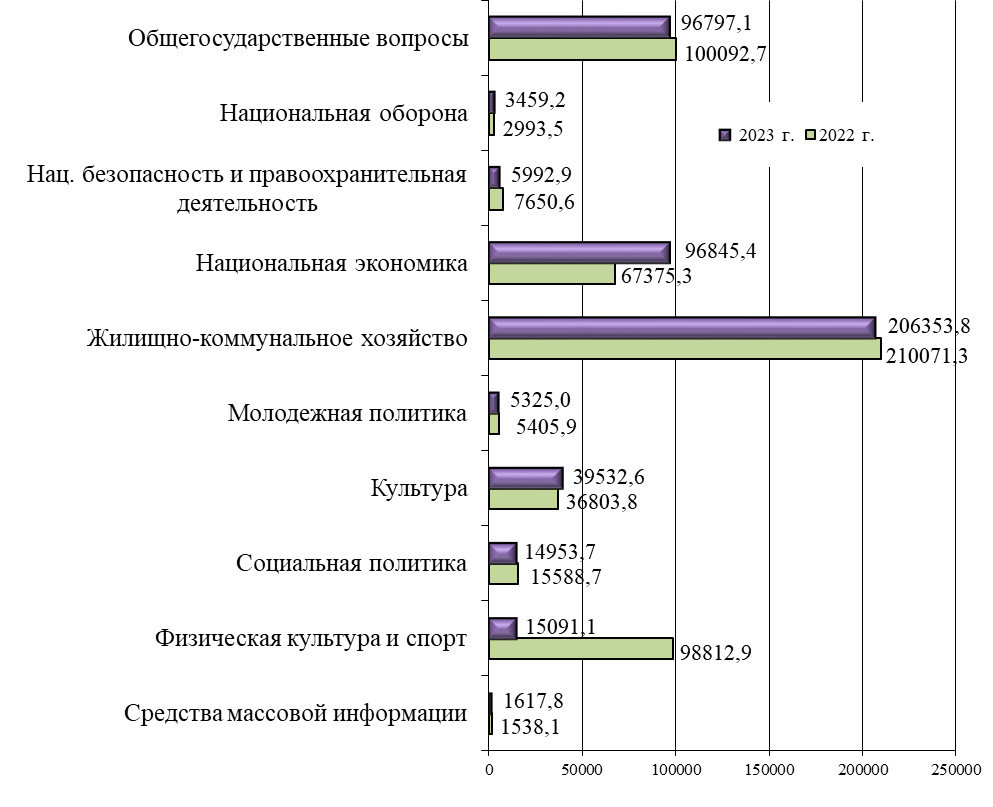 Общегосударственные вопросы
96797,1
100092,7
Национальная оборона
3459,2
2993,5
2023 г. 2022 г.
Нац. безопасность и правоохранительная
деятельность
5992,9
7650,6
Национальная экономика
96845,4
67375,3
Жилищно-коммунальное хозяйство
206353,8
210071,3
Молодежная политика
5325,0
5405,9
Культура
39532,6
36803,8
Социальная политика
14953,7
15588,7
Физическая культура и спорт
15091,1
98812,9
Средства массовой информации
1617,8
1538,1
0 50000 100000 150000 200000 250000